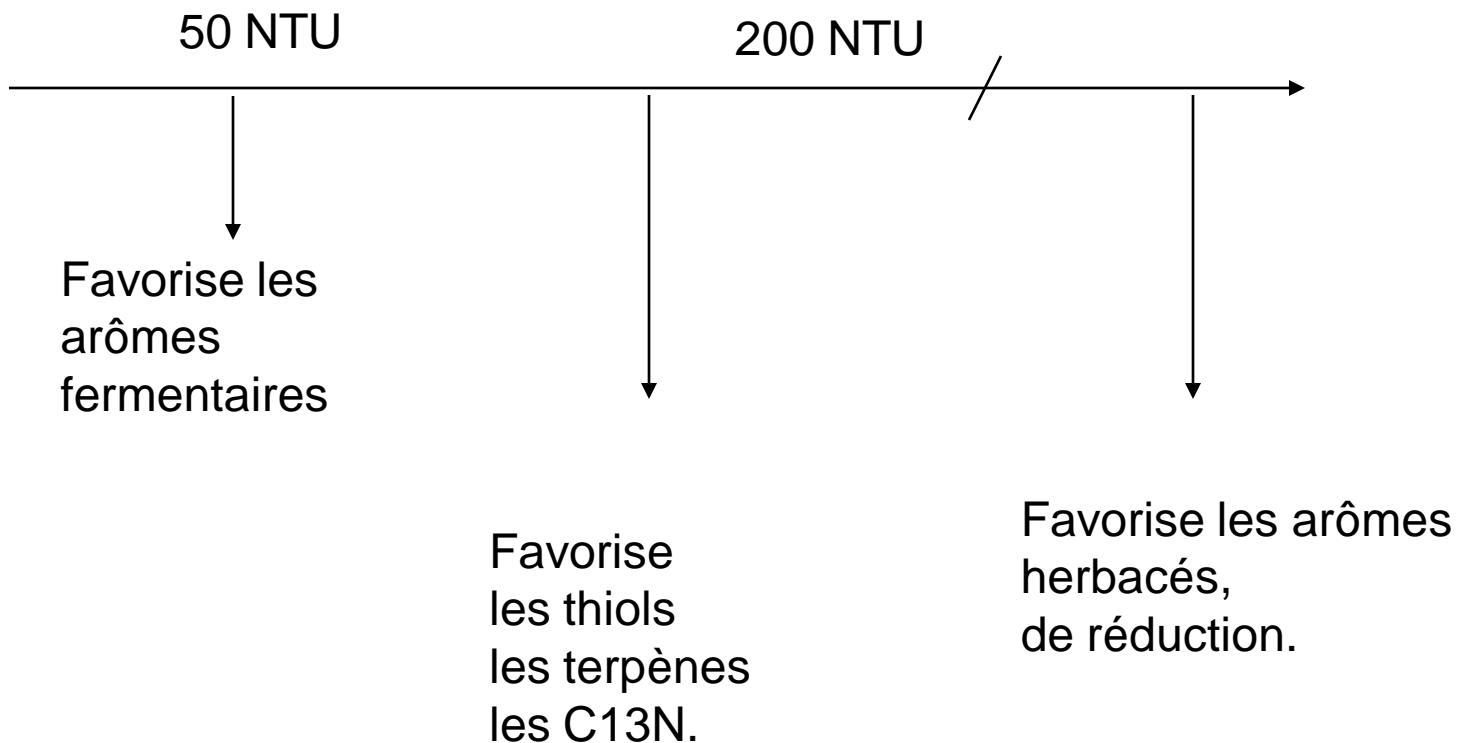 50 NTU
200 NTU
Favorise les
arômes
fermentaires
Favorise
les thiols
les terpènes
les C13N.
Favorise les arômes
herbacés,
de réduction.